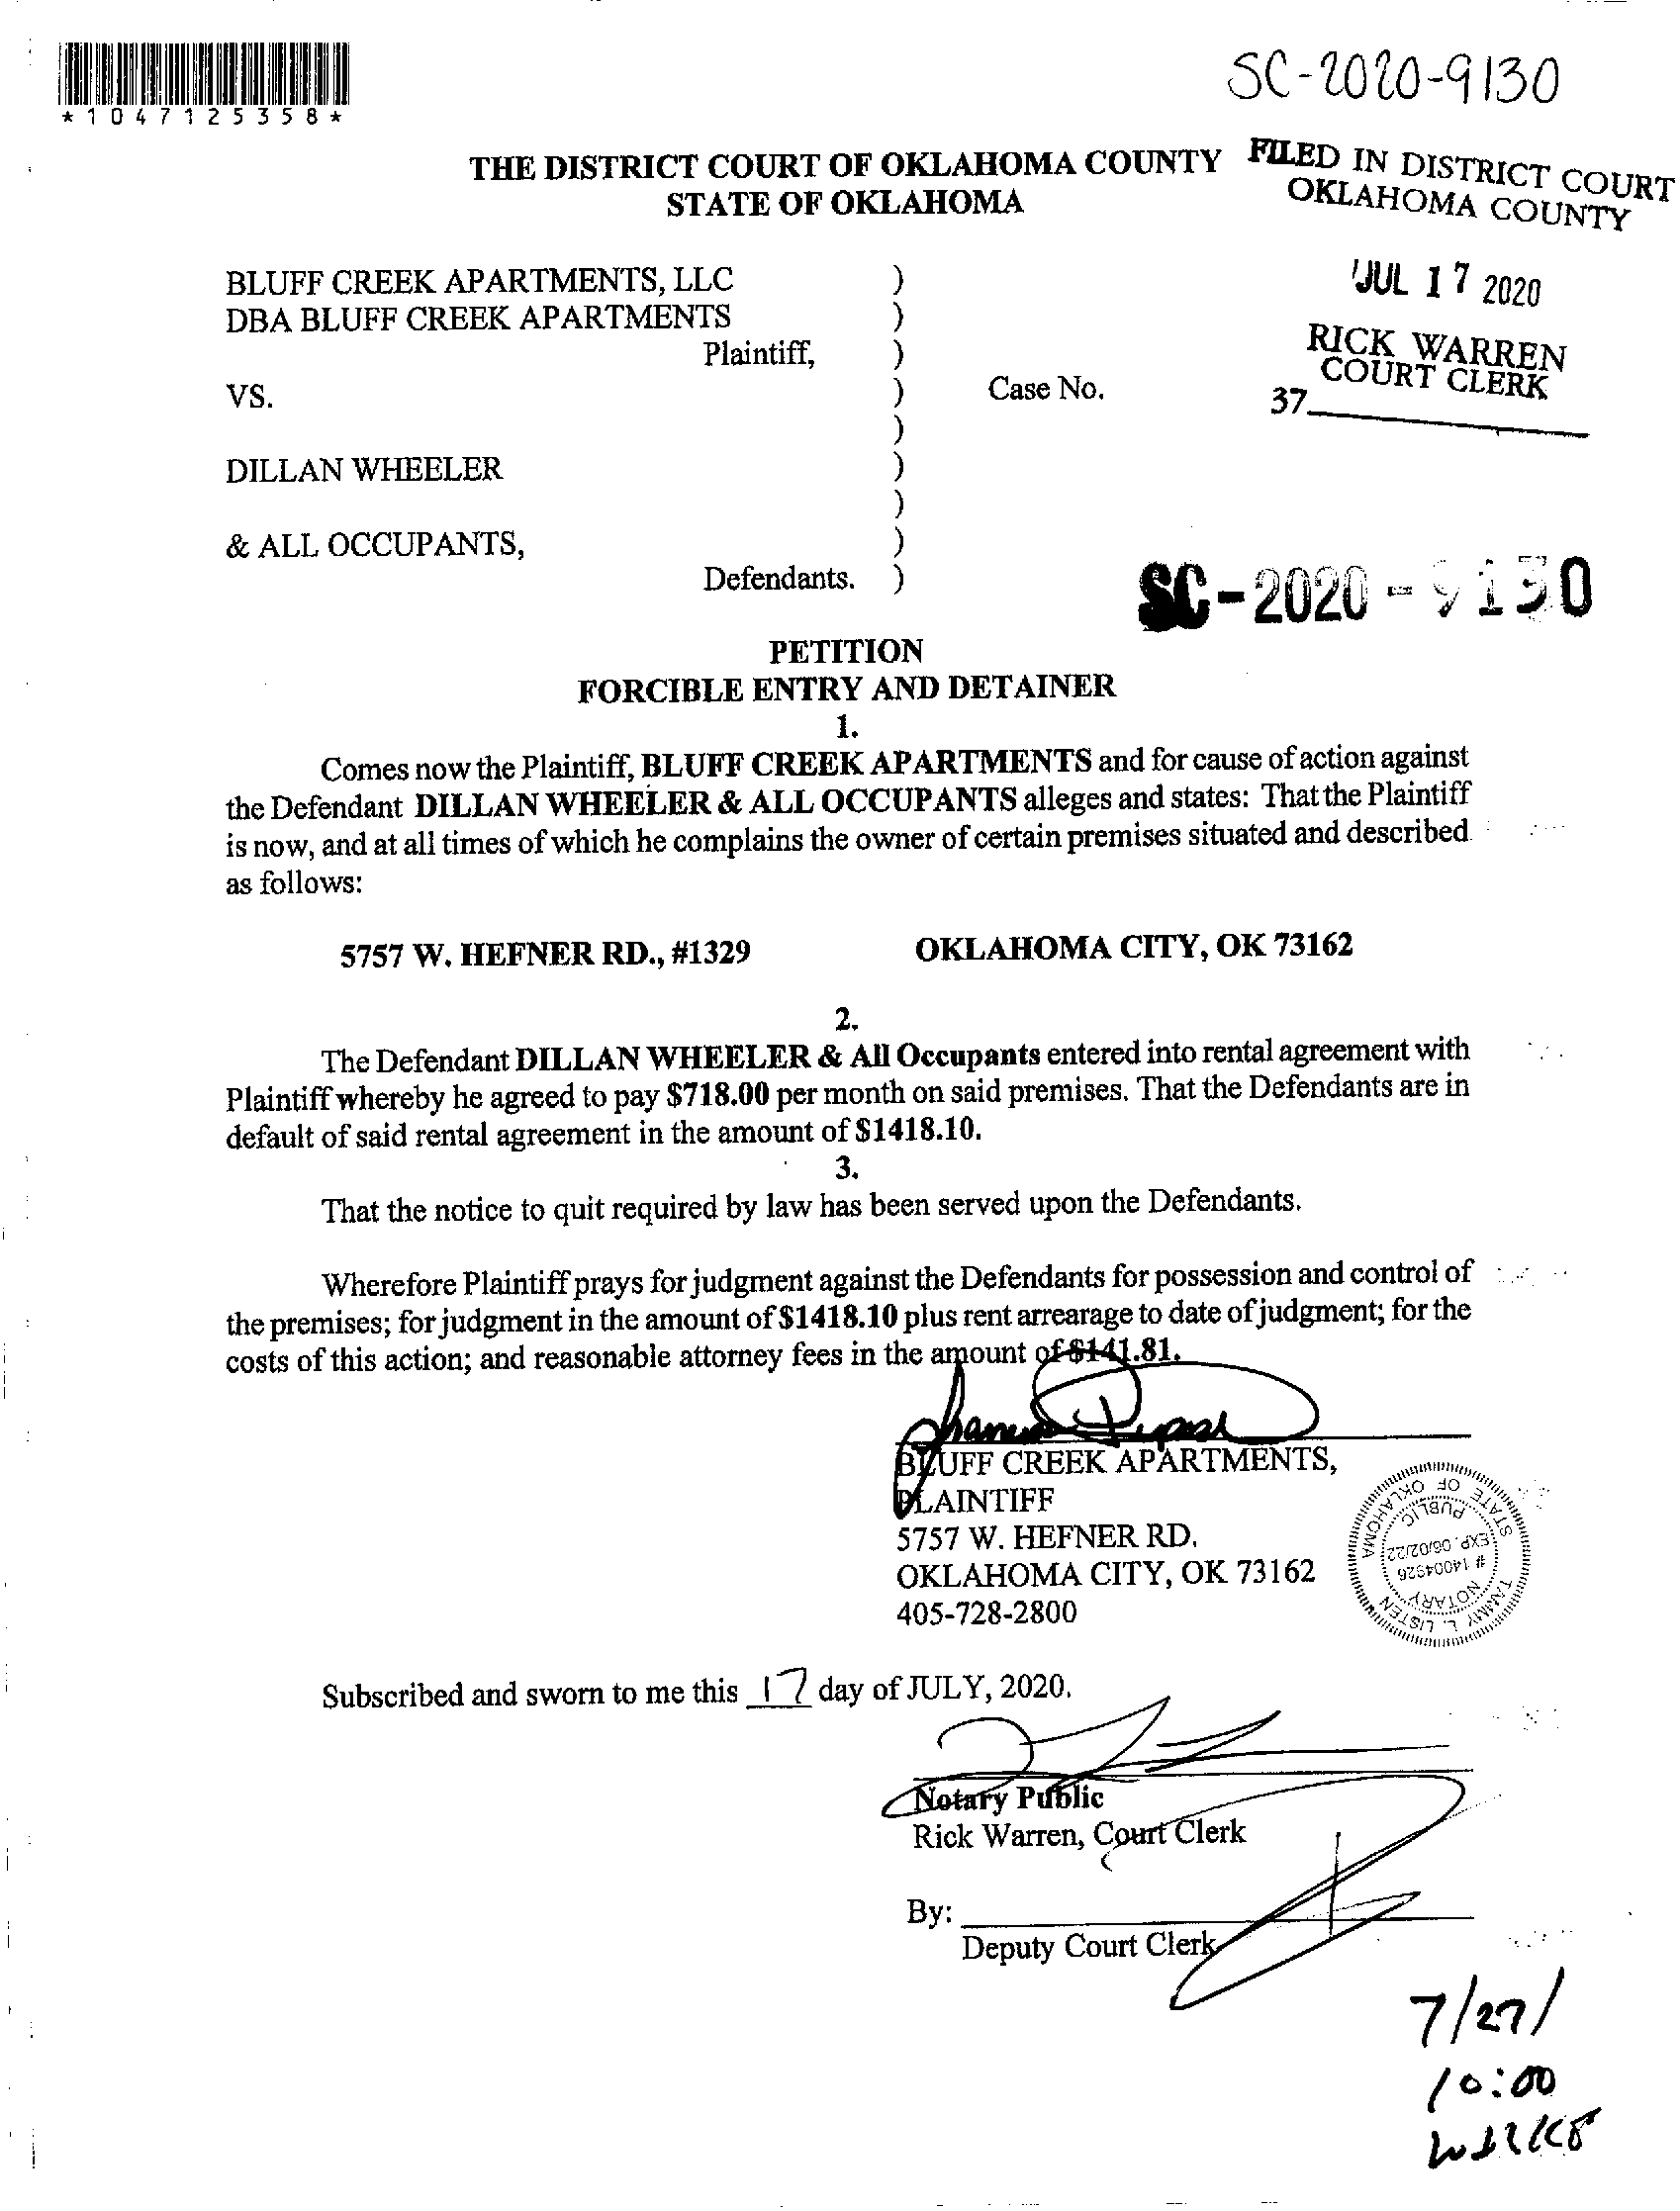 SC-2020-9130
*1047125358*
THE DISTRICT COURT OF OKLAHOMA COUNTY
STATE OF OKLAHOMA
FILED IN DISTRICT COURT
OKLAHOMA COUNTY
JUL 17 2020
RICK WARREN
COURT CLERK
37
BLUFF CREEK APARTMENTS, LLC )
DBA BLUFF CREEK APARTMENTS )
Plaintiff, )
VS. ) Case No.
)
DILLAN WHEELER )
)
& ALL OCCUPANTS, )
Defendants. )
SC-2020-9130
PETITION
FORCIBLE ENTRY AND DETAINER
1.
Comes now the Plaintiff, BLUFF CREEK APARTMENTS and for cause of action against
the Defendant DILLAN WHEELER & ALL OCCUPANTS alleges and states: That the Plaintiff
is now, and at all times of which he complains the owner of certain premises situated and described
as follows:
5757 W. HEFNER RD., #1329 OKLAHOMA CITY, OK 73162
2.
The Defendant DILLAN WHEELER & All Occupants entered into rental agreement with
Plaintiff whereby he agreed to pay $718.00 per month on said premises. That the Defendants are in
default of said rental agreement in the amount of $1418.10.
3.
That the notice to quit required by law has been served upon the Defendants.
Wherefore Plaintiff prays for judgment against the Defendants for possession and control of
the premises; for judgment in the amount of $1418.10 plus rent arrearage to date of judgment; for the
costs of this action; and reasonable attorney fees in the amount of $141.81.
BLUFF CREEK APARTMENTS,
PLAINTIFF
5757 W. HEFNER RD.
OKLAHOMA CITY, OK 73162
405-728-2800
TAMMY L. LISTEN
NOTARY
# 14004926
EXP. 06/02/22
PUBLIC
STATE OF OKLAHOMA
Subscribed and sworn to me this 17 day of JULY, 2020.
Notary Public
Rick Warren, Court Clerk
By:
Deputy Court Clerk
7/27/
10:00